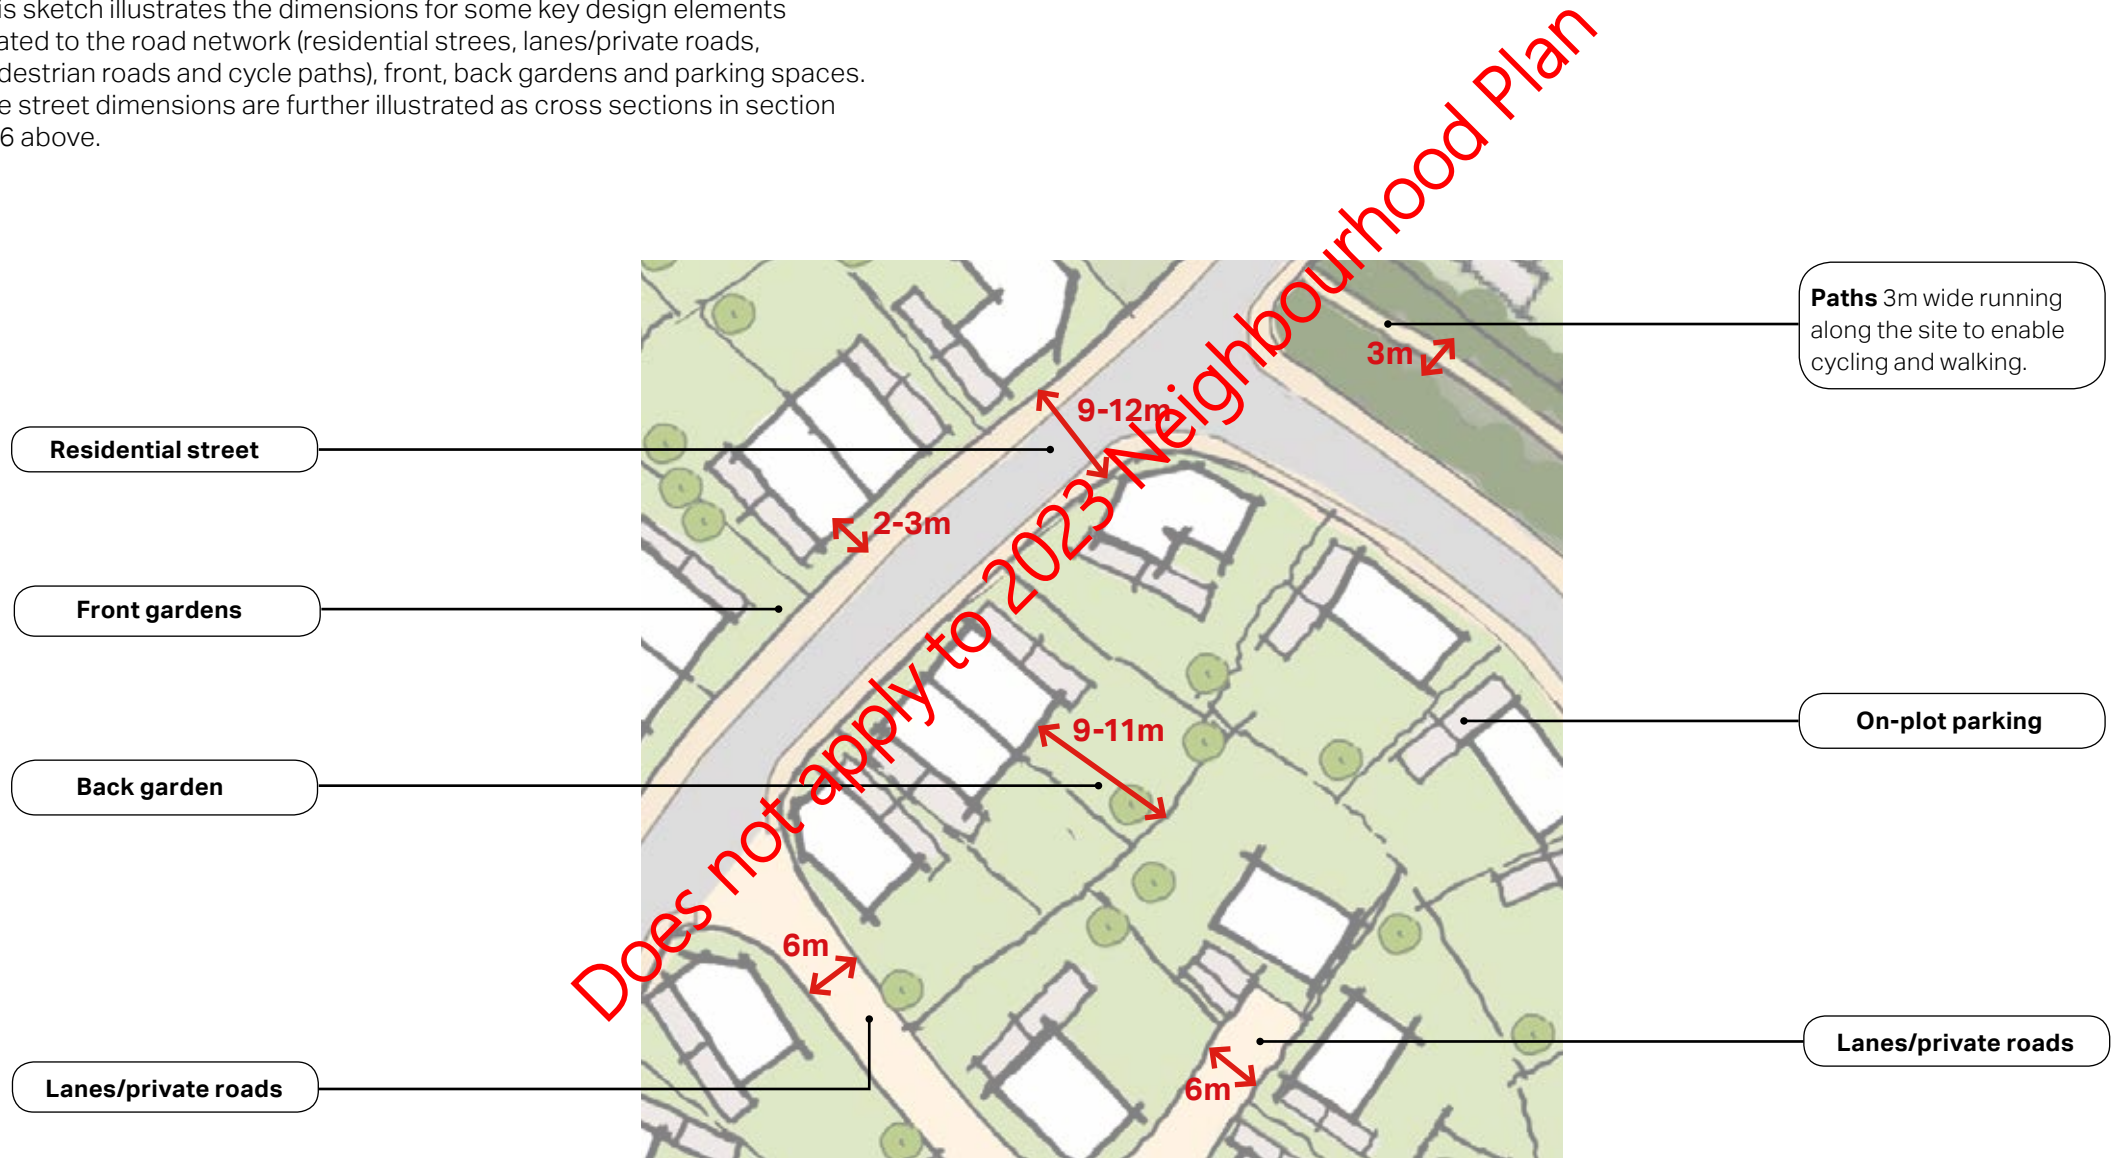 is sketch illustrates the dimensions for some key design elements
ated to the road network (residential strees, lanes/private roads,
destrian roads and cycle paths), front, back gardens and parking spaces.
e street dimensions are further illustrated as cross sections in section
6 above.
Does not apply to 2023 Neighbourhood Plan
Paths 3m wide running
along the site to enable
cycling and walking.
3m
9-12m
Residential street
2-3m
Front gardens
On-plot parking
9-11m
Back garden
6m
Lanes/private roads
6m
Lanes/private roads